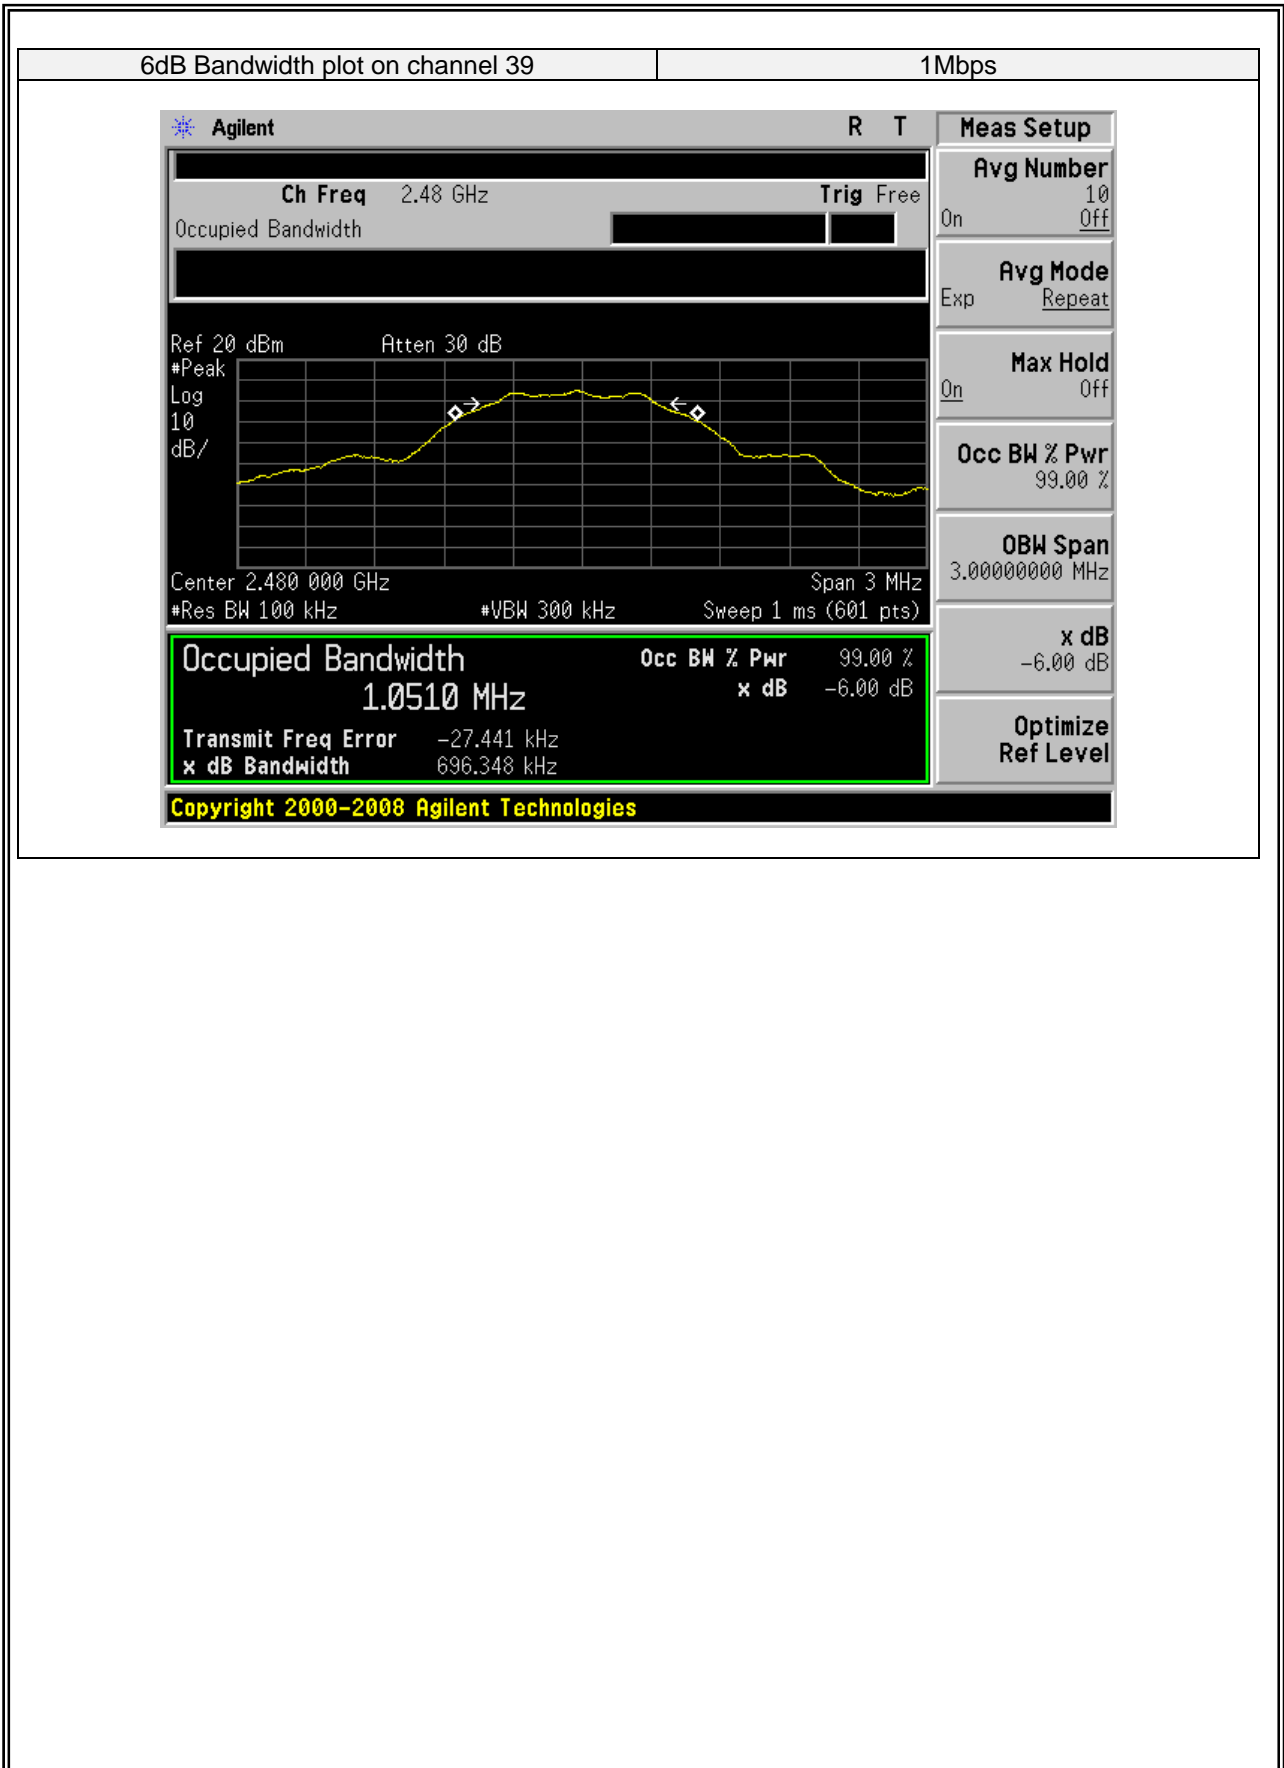 6dB Bandwidth plot on channel 39 1Mbps
Agilent R T Meas Setup
Ch Freq 2.48 GHz Trig Free
Occupied Bandwidth
Avg Number
10
On Off
Avg Mode
Exp Repeat
Max Hold
On Off
Occ BW % Pwr
99.00 %
OBW Span
3.00000000 MHz
x dB
-6.00 dB
Optimize
Ref Level
Ref 20 dBm Atten 30 dB
#Peak
Log
10
dB/
Center 2.480 000 GHz Span 3 MHz
#Res BW 100 kHz #VBW 300 kHz Sweep 1 ms (601 pts)
Occupied Bandwidth Occ BW % Pwr 99.00 %
1.0510 MHz x dB -6.00 dB
Transmit Freq Error -27.441 kHz
x dB Bandwidth 696.348 kHz
Copyright 2000-2008 Agilent Technologies